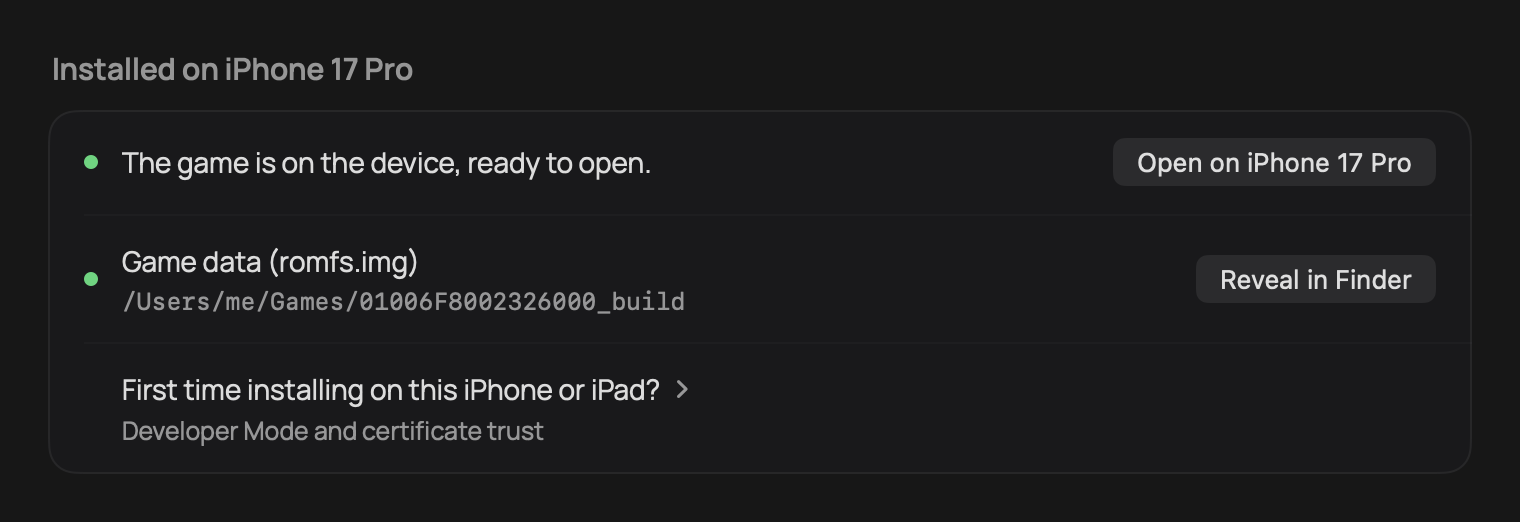 Installed on iPhone 17 Pro
The game is on the device, ready to open.
Open on iPhone 17 Pro
Game data (romfs.img)
/Users/me/Games/01006F8002326000_build
Reveal in Finder
First time installing on this iPhone or iPad?
Developer Mode and certificate trust